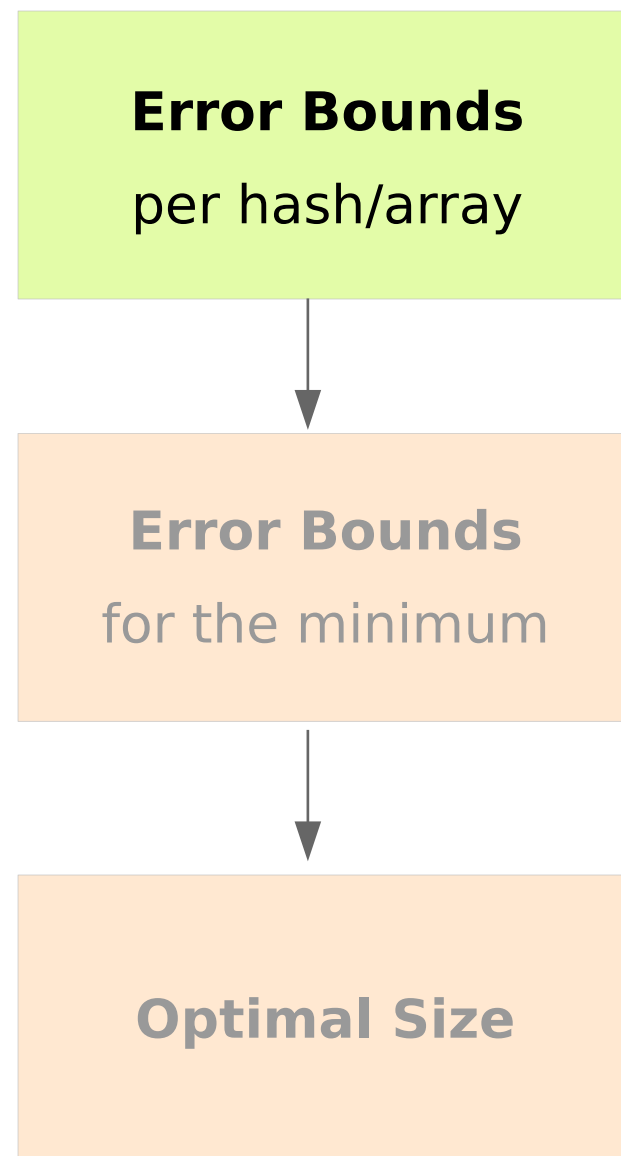 Error Bounds
per hash/array
Error Bounds
for the minimum
Optimal Size